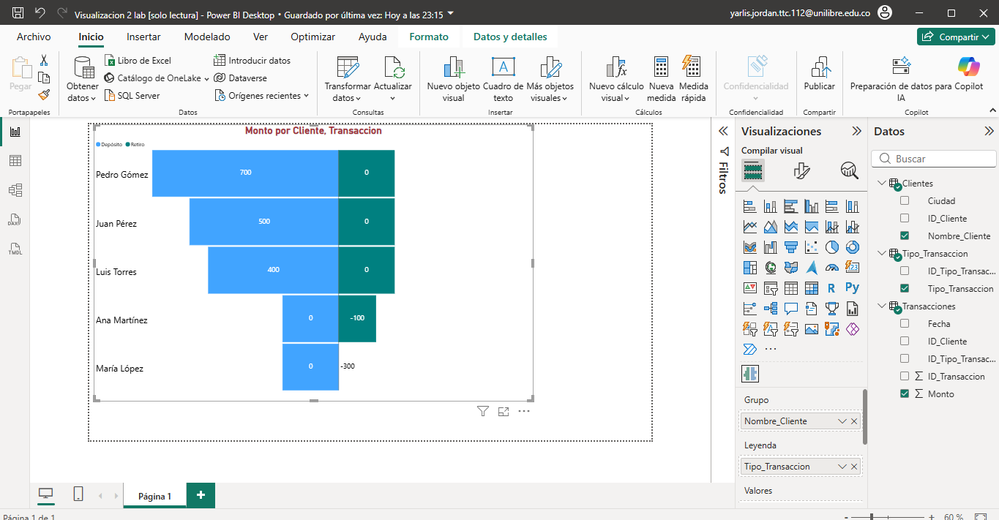 Visualizacion 2 lab [solo lectura] - Power BI Desktop • Guardado por última vez: Hoy a las 23:15
yarlis.jordan.ttc.112@unilibre.edu.co
Archivo
Inicio
Insertar
Modelado
Ver
Optimizar
Ayuda
Formato
Datos y detalles
Compartir
Pegar
Portapapeles
Obtener datos
Libro de Excel
Catálogo de OneLake
SQL Server
Introducir datos
Dataverse
Orígenes recientes
Datos
Transformar datos
Actualizar
Consultas
Nuevo objeto visual
A
Cuadro de texto
Más objetos visuales
Insertar
fx
Nuevo cálculo visual
Nueva medida
Medida rápida
Cálculos
Confidencialidad
Confidencialidad
Publicar
Compartir
Preparación de datos para IA
Copilot
Copilot
DAX
TMDL
Monto por Cliente, Transaccion
Depósito Retiro
Pedro Gómez 700 0
Juan Pérez 500 0
Luis Torres 400 0
Ana Martínez 0 -100
María López 0 -300
Filtros
Visualizaciones
Compilar visual
123
R Py
Grupo
Nombre_Cliente
Leyenda
Tipo_Transaccion
Valores
Datos
Buscar
Clientes
Ciudad
ID_Cliente
Nombre_Cliente
Tipo_Transaccion
ID_Tipo_Transac...
Tipo_Transaccion
Transacciones
Fecha
ID_Cliente
ID_Tipo_Transac...
ID_Transaccion
Monto
Página 1
Página 1 de 1
60 %